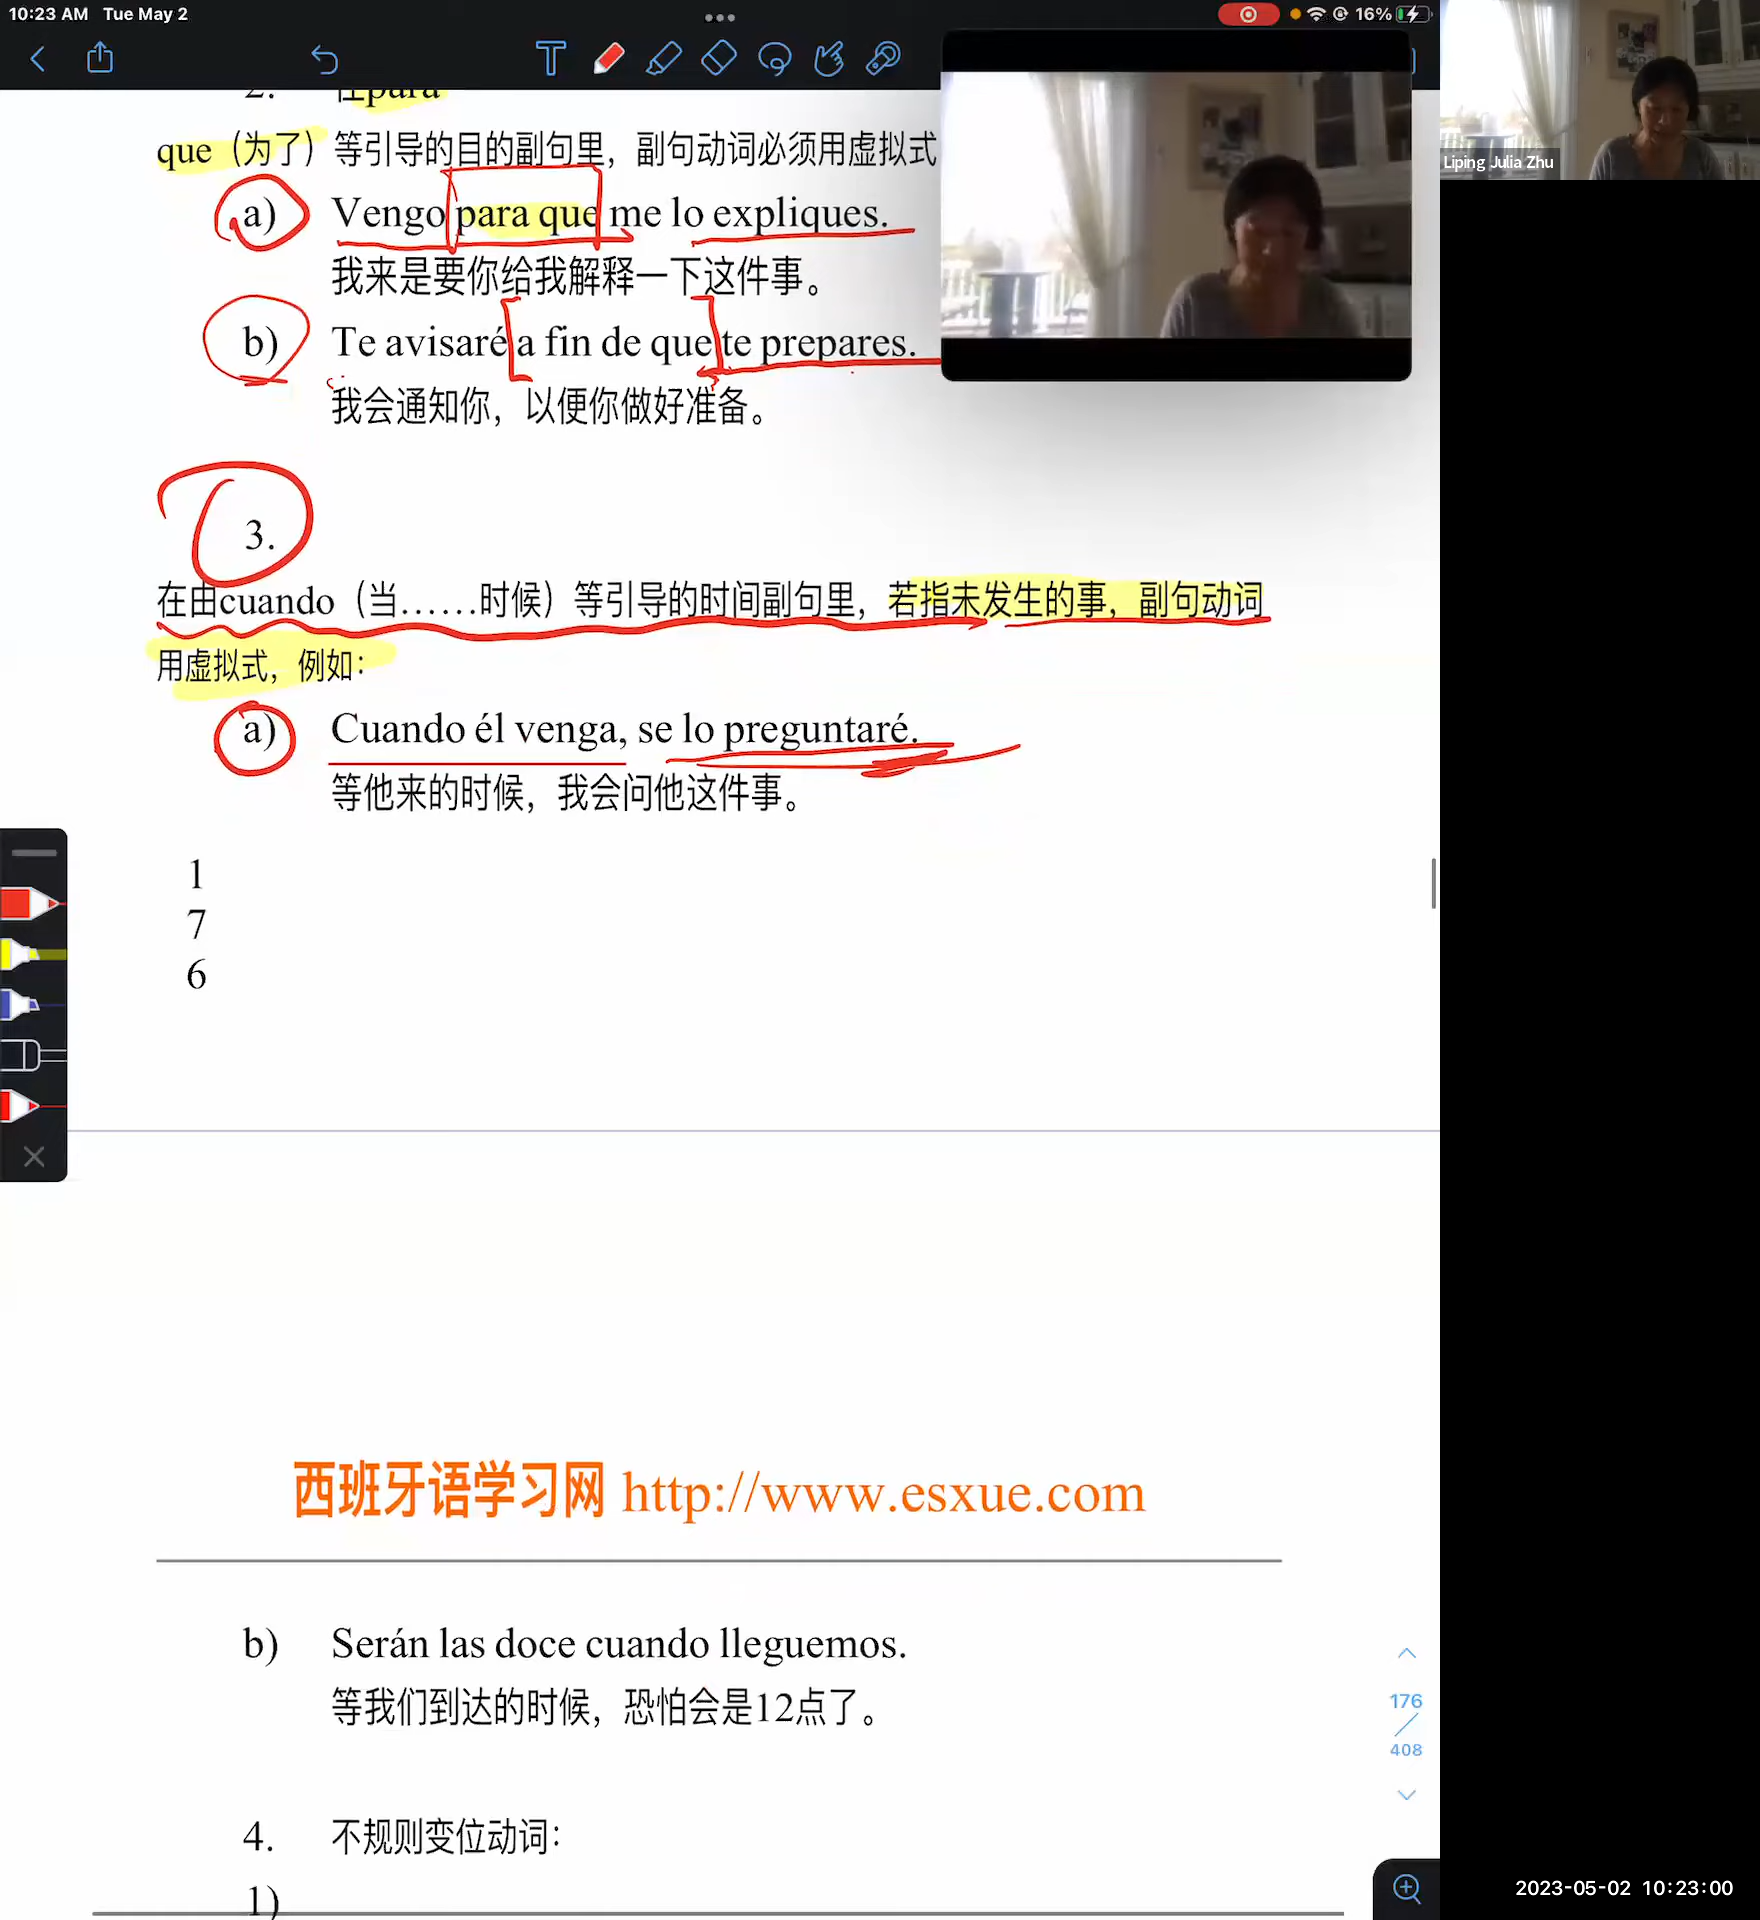 10:23 AM Tue May 2
16%
Liping Julia Zhu
2. 在para
que（为了）等引导的目的副句里，副句动词必须用虚拟式
a) Vengo para que me lo expliques.
我来是要你给我解释一下这件事。
b) Te avisaré a fin de que te prepares.
我会通知你，以便你做好准备。
3.
在由cuando（当……时候）等引导的时间副句里，若指未发生的事，副句动词
用虚拟式，例如：
a) Cuando él venga, se lo preguntaré.
等他来的时候，我会问他这件事。
1
7
6
西班牙语学习网 http://www.esxue.com
b) Serán las doce cuando lleguemos.
等我们到达的时候，恐怕会是12点了。
176
408
4. 不规则变位动词：
1)
2023-05-02 10:23:00